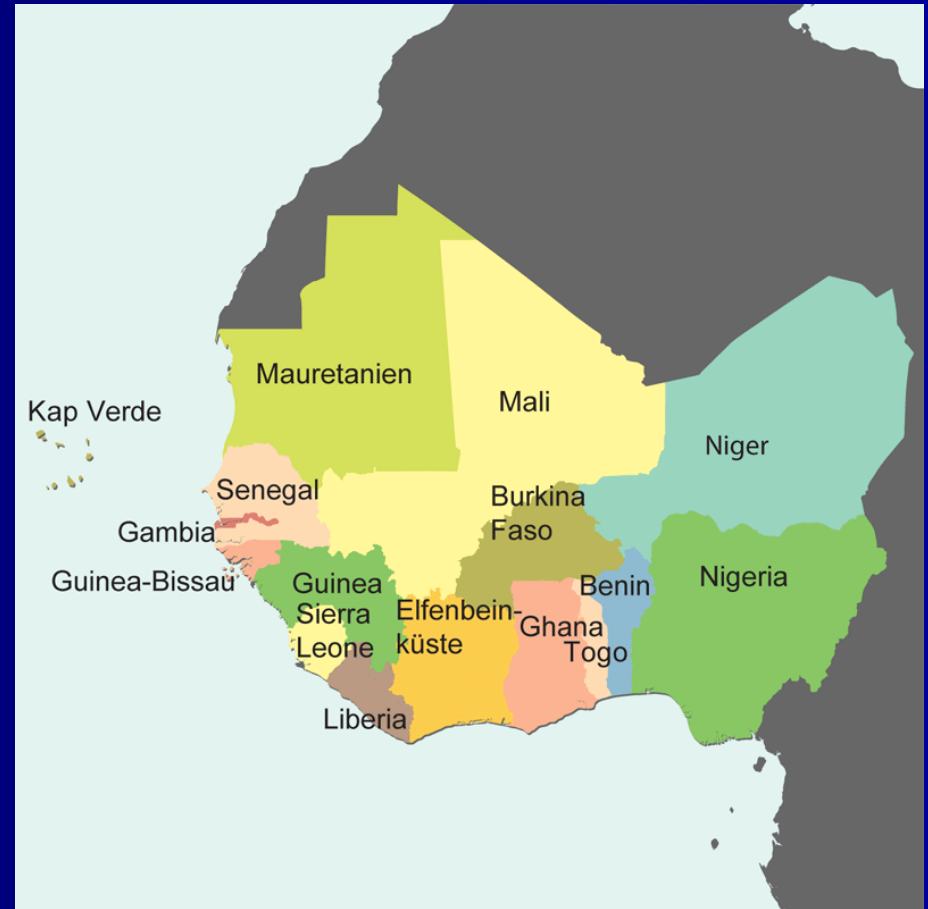 Mauretanien
Mali
Kap Verde
Niger
Senegal
Burkina
Faso
Gambia
Guinea-Bissau
Guinea
Benin
Nigeria
Sierra
Leone
Elfenbein-
küste
Ghana
Togo
Liberia